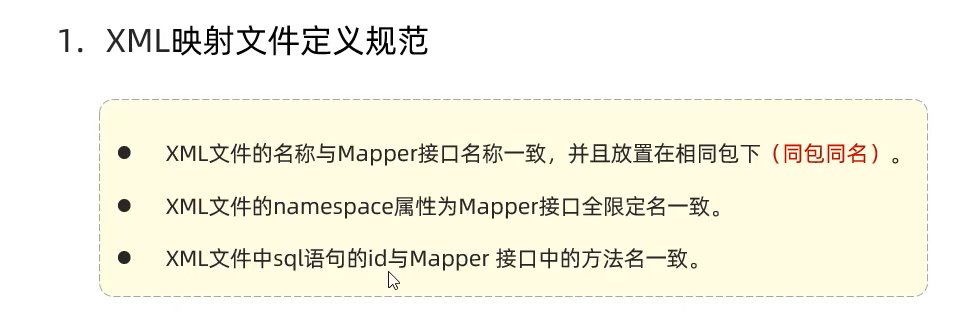 1. XML映射文件定义规范
● XML文件的名称与Mapper接口名称一致，并且放置在相同包下（同包同名）。
● XML文件的namespace属性为Mapper接口全限定名一致。
● XML文件中sql语句的id与Mapper 接口中的方法名一致。